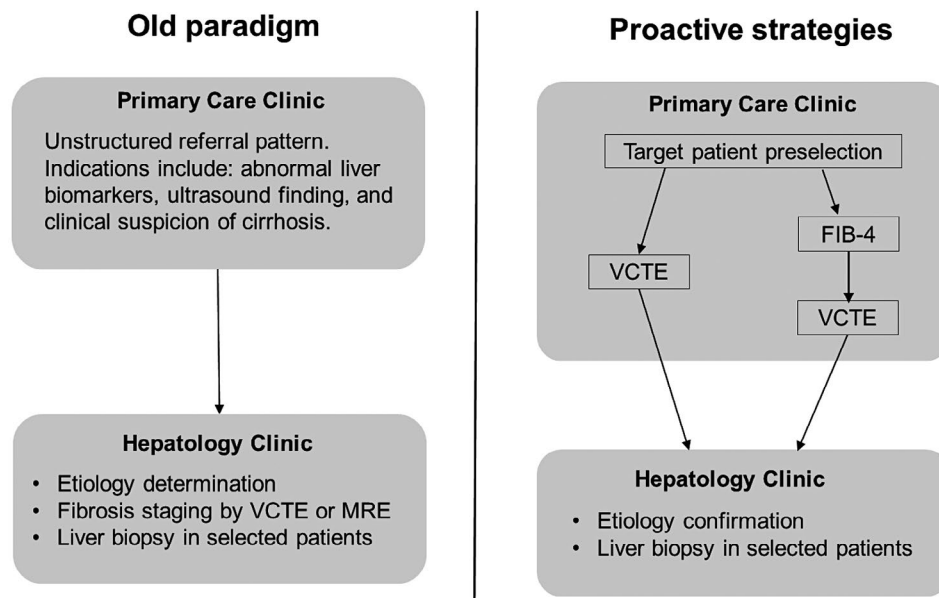 Old paradigm
Primary Care Clinic
Unstructured referral pattern.
Indications include: abnormal liver
biomarkers, ultrasound finding, and
clinical suspicion of cirrhosis.
Hepatology Clinic
• Etiology determination
• Fibrosis staging by VCTE or MRE
• Liver biopsy in selected patients
Proactive strategies
Primary Care Clinic
Target patient preselection
FIB-4
VCTE
VCTE
Hepatology Clinic
• Etiology confirmation
• Liver biopsy in selected patients